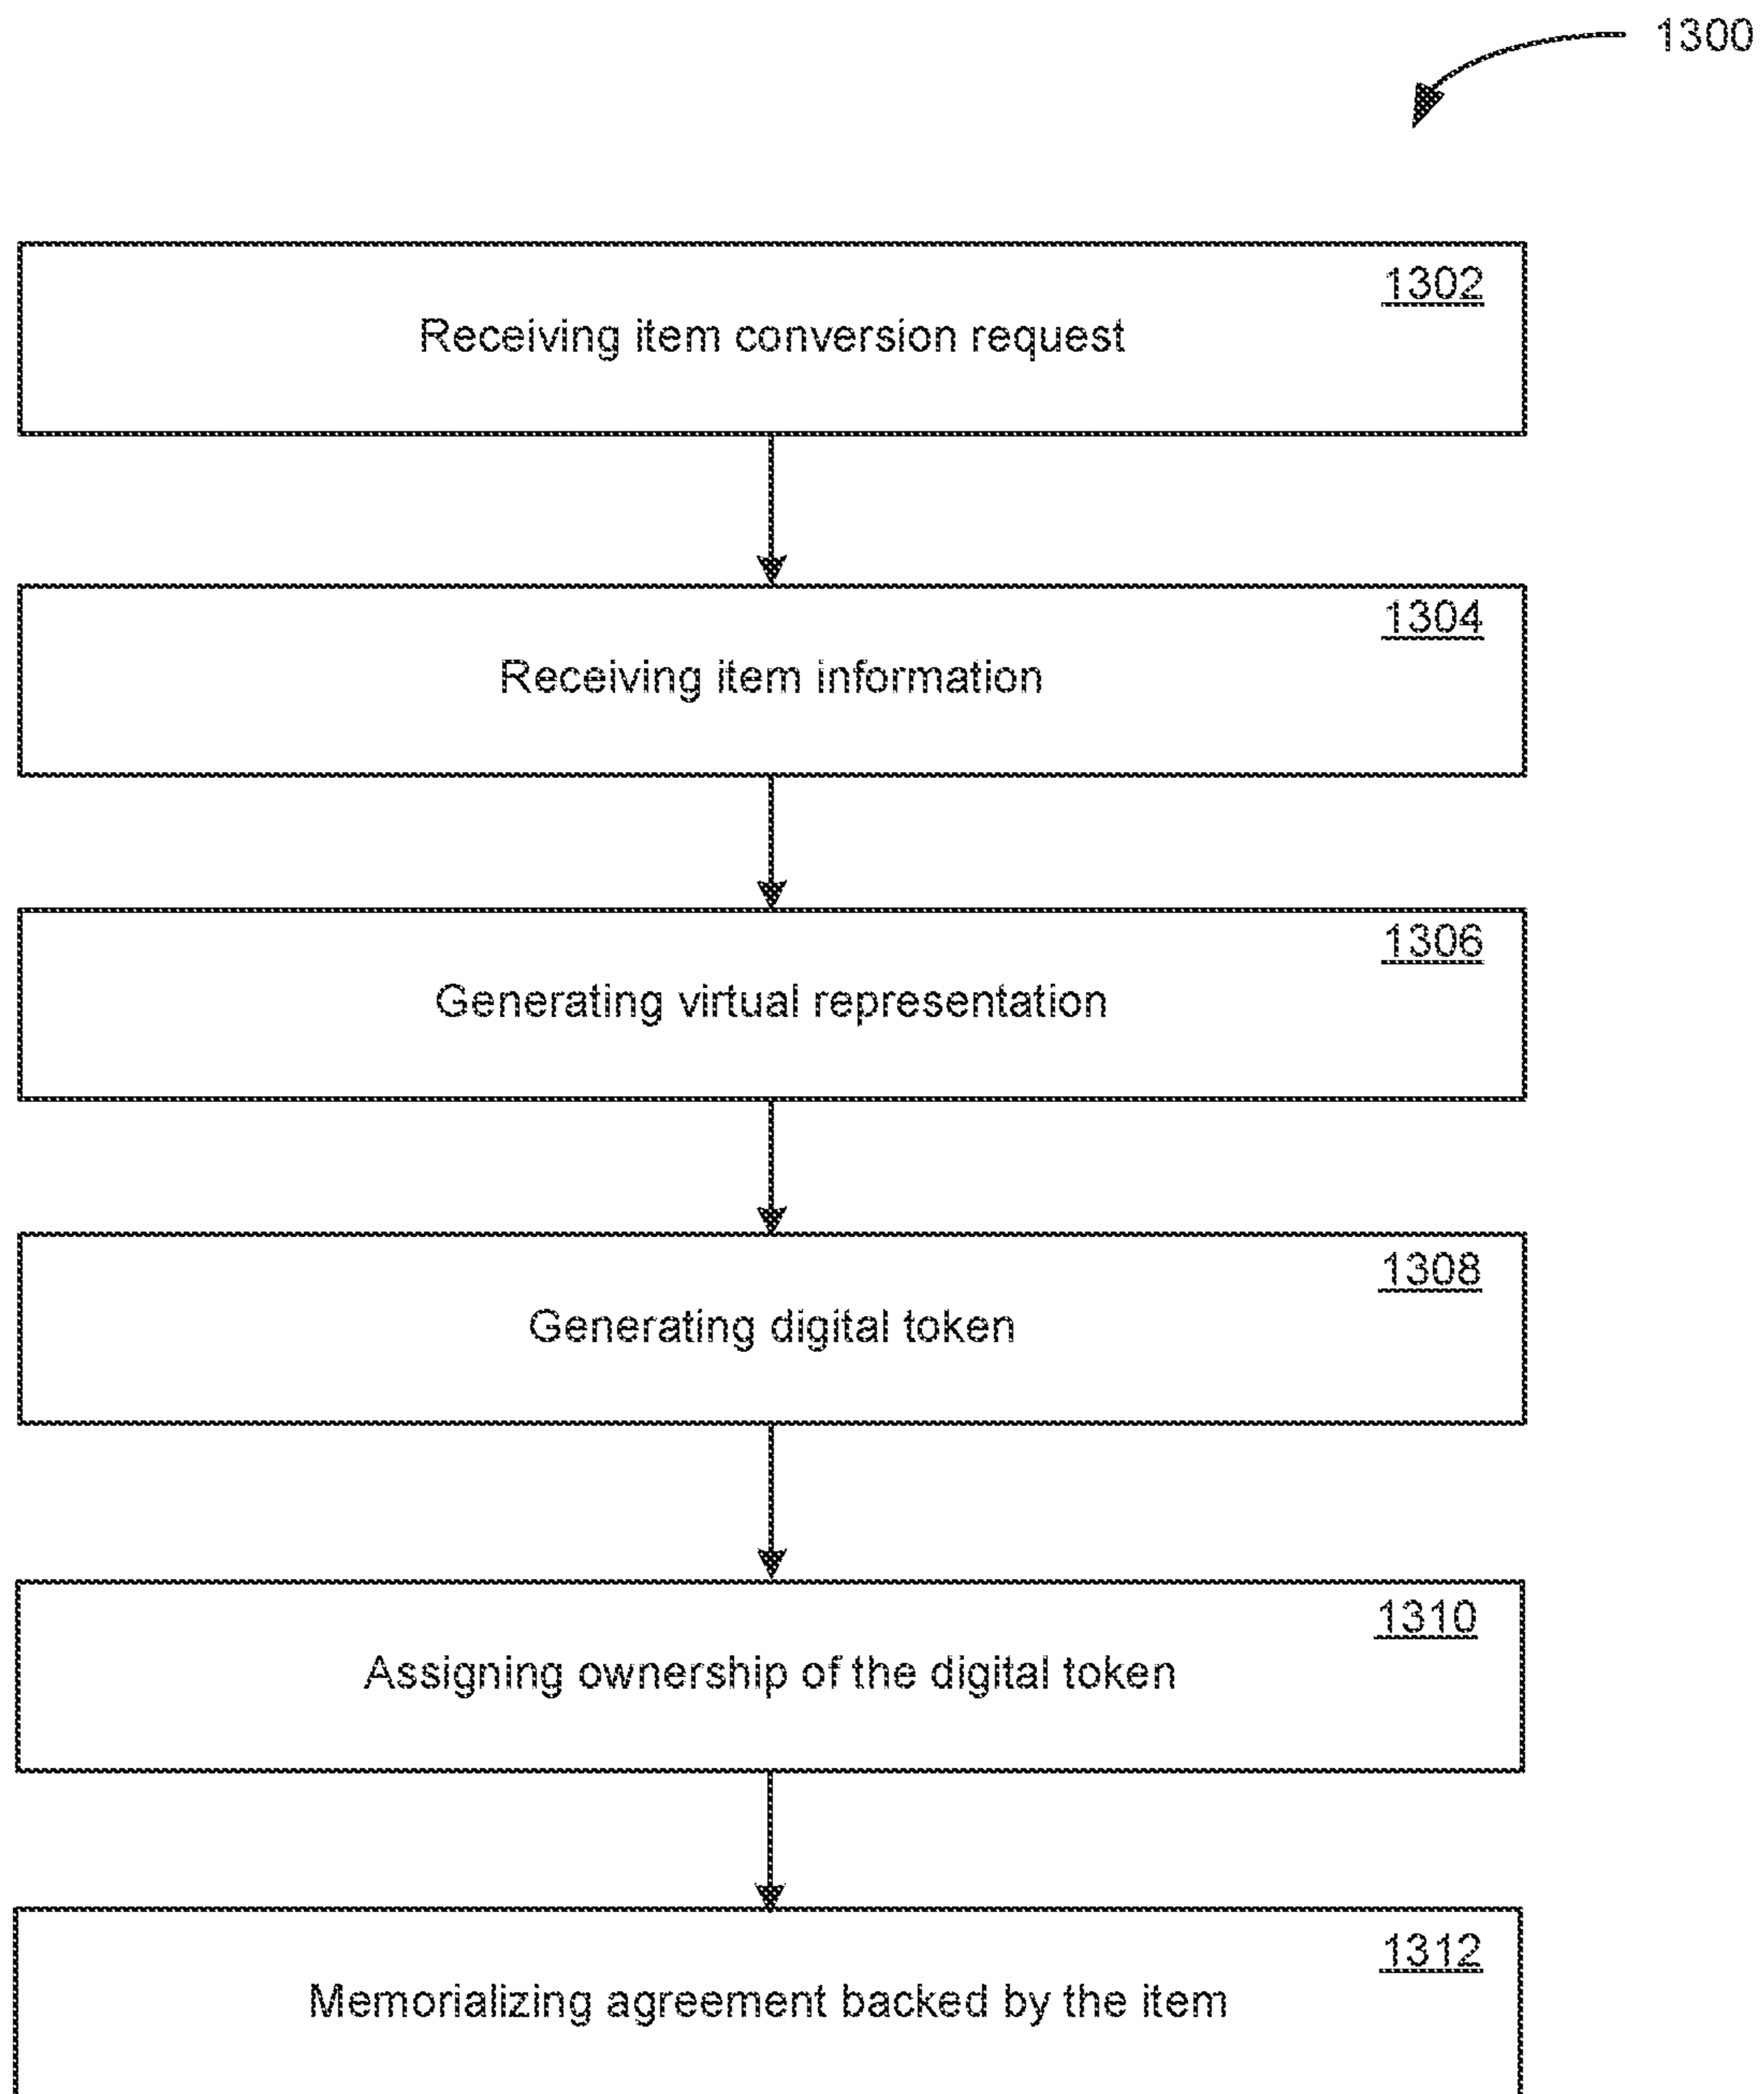 1300
1302
Receiving item conversion request
1304
Receiving item information
1306
Generating virtual representation
1308
Generating digital token
1310
Assigning ownership of the digital token
1312
Memorializing agreement backed by the item